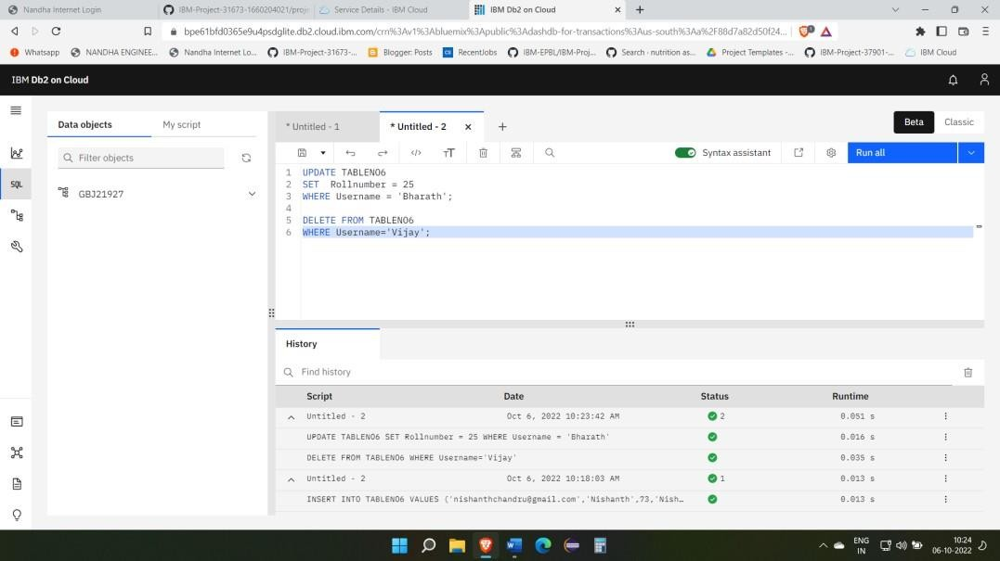 Nandha Internet Login
IBM-Project-31673-1660204021/proje
Service Details - IBM Cloud
IBM Db2 on Cloud
bpe61bfd0365e9u4psdglite.db2.cloud.ibm.com/crn%3Av1%3Abluemix%3Apublic%3Adashdb-for-transactions%3Aus-south%3Aa%2F88d7a82d50f24...
Whatsapp
NANDHA ENGINEE...
Nandha Internet Lo...
IBM-Project-31673-...
Blogger: Posts
RecentJobs
IBM-EPBL/IBM-Proj...
Search · nutrition as...
Project Templates -...
IBM-Project-37901-...
IBM Cloud
IBM Db2 on Cloud
Data objects
My script
* Untitled - 1
* Untitled - 2
Beta
Classic
Filter objects
Syntax assistant
Run all
SQL
GBJ21927
1 UPDATE TABLENO6
2 SET Rollnumber = 25
3 WHERE Username = 'Bharath';
4
5 DELETE FROM TABLENO6
6 WHERE Username='Vijay';
History
Find history
Script Date Status Runtime
Untitled - 2 Oct 6, 2022 10:23:42 AM 2 0.051 s
UPDATE TABLENO6 SET Rollnumber = 25 WHERE Username = 'Bharath' 0.016 s
DELETE FROM TABLENO6 WHERE Username='Vijay' 0.035 s
Untitled - 2 Oct 6, 2022 10:18:03 AM 1 0.013 s
INSERT INTO TABLENO6 VALUES ('nishanthchandru@gmail.com','Nishanth',73,'Nish… 0.013 s
ENG
IN
10:24
06-10-2022